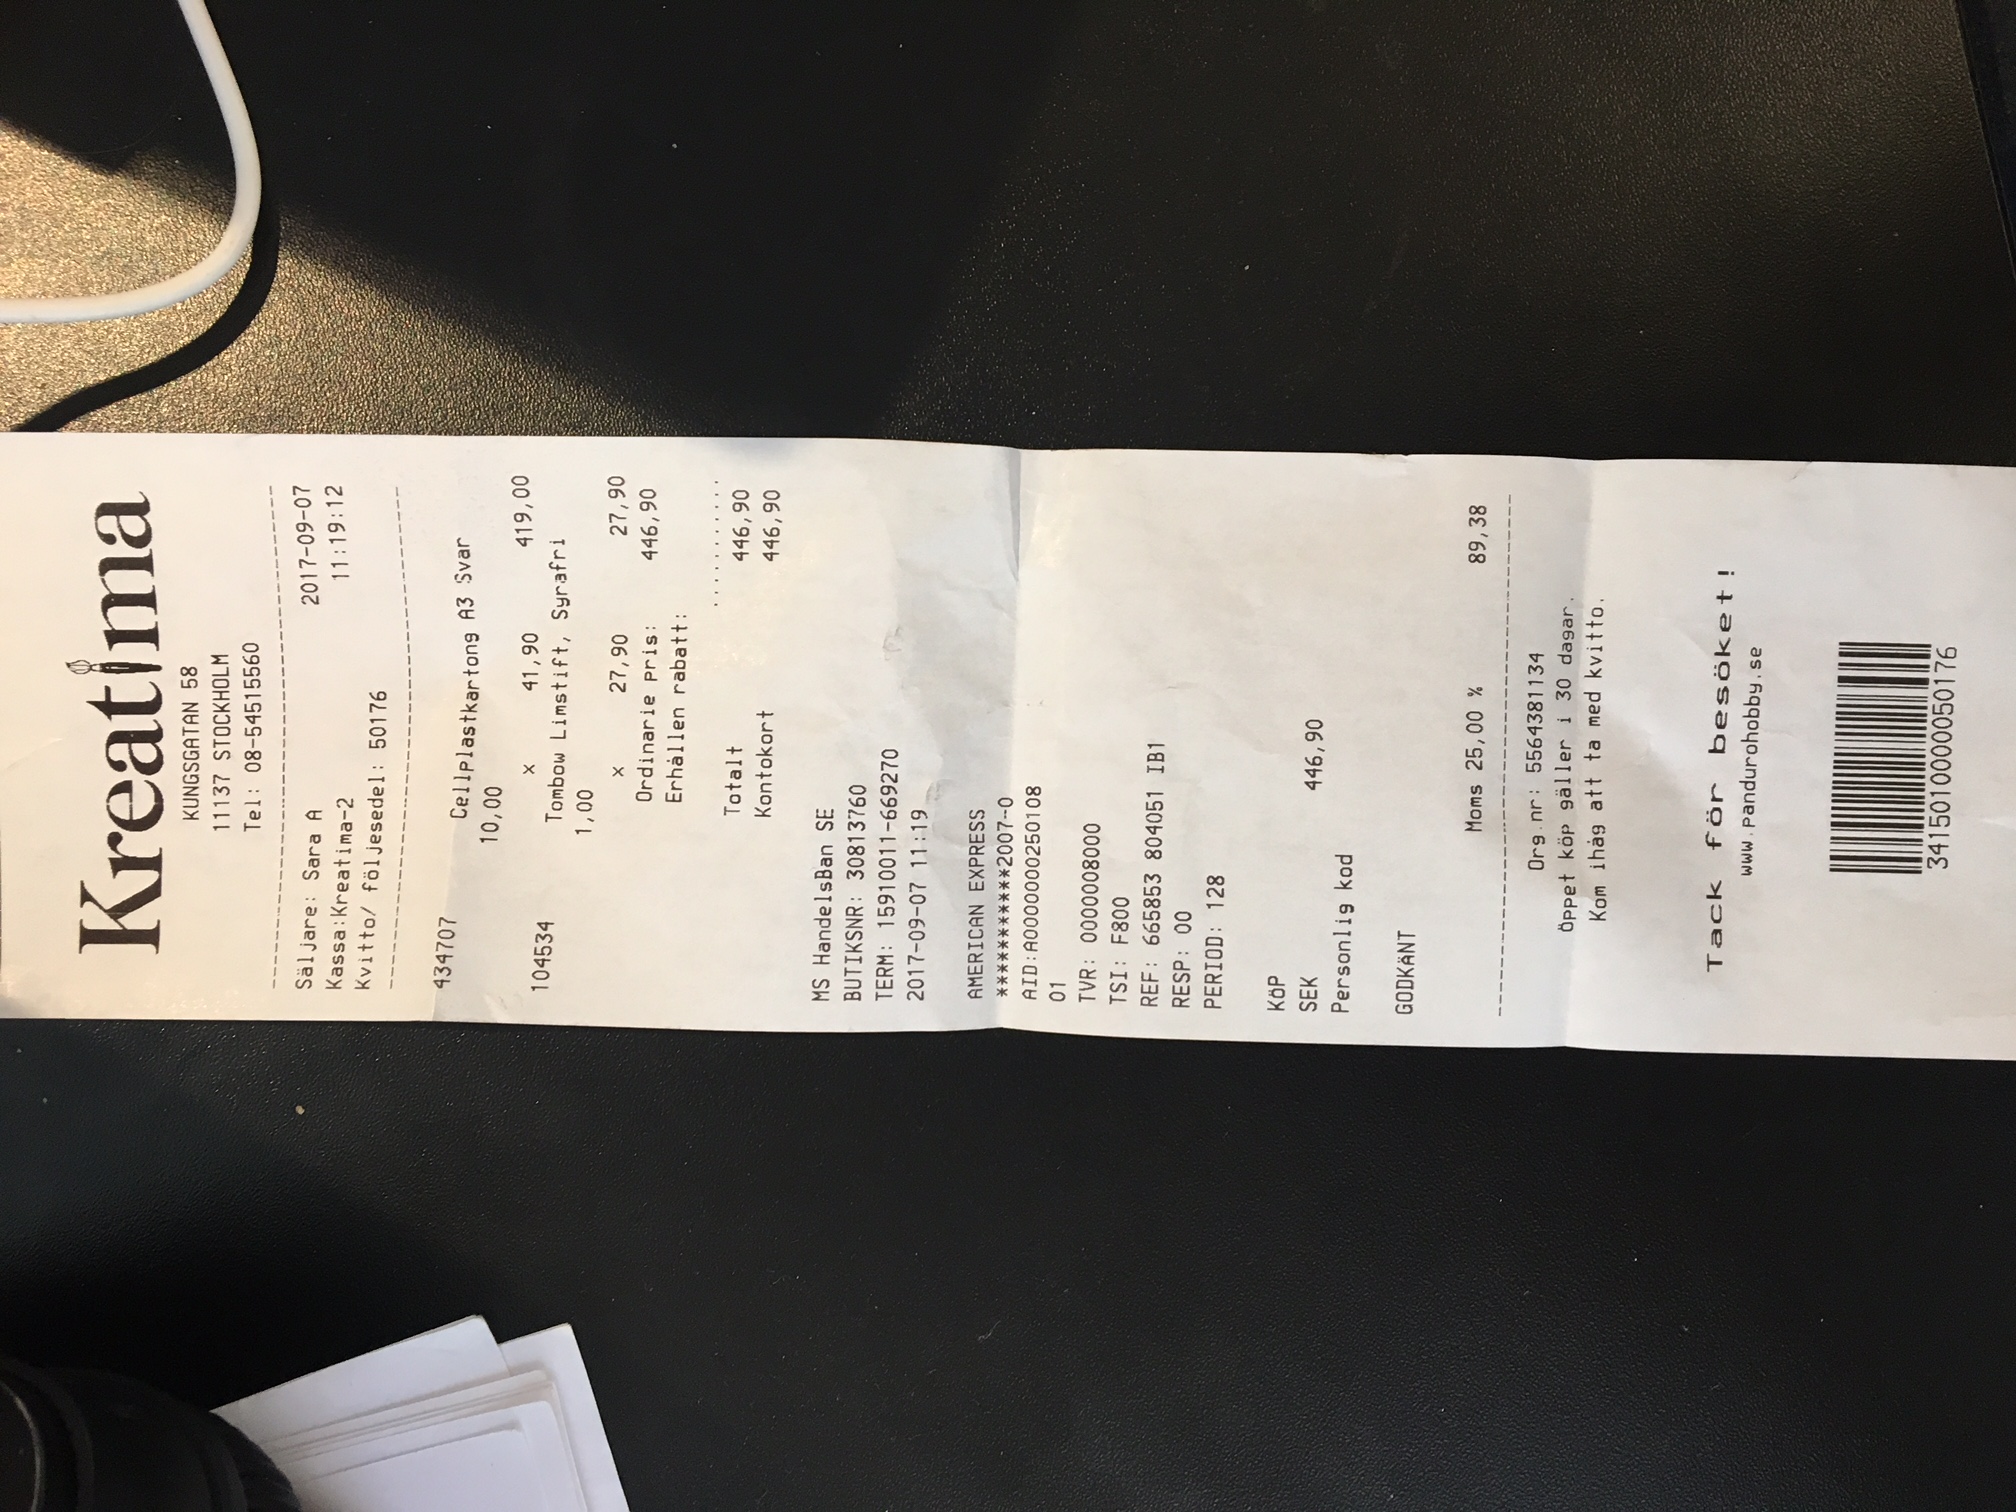 Kreatima
KUNGSGATAN 58
11137 STOCKHOLM
Tel: 08-54515560
Säljare: Sara A 2017-09-07
Kassa:Kreatima-2 11:19:12
Kvitto/ följesedel: 50176
434707 Cellplastkartong A3 Svar
10,00
x 41,90 419,00
104534 Tombow Limstift, Syrafri
1,00
x 27,90 27,90
Ordinarie pris: 446,90
Erhållen rabatt:
...........
Totalt 446,90
Kontokort 446,90
MS HandelsBan SE
BUTIKSNR: 30813760
TERM: 15910011-669270
2017-09-07 11:19
AMERICAN EXPRESS
***********2007-0
AID:A0000000250108
01
TVR: 0000008000
TSI: F800
REF: 665853 804051 IB1
RESP: 00
PERIOD: 128
KöP
SEK 446,90
Personlig kod
GODKäNT
Moms 25,00 % 89,38
Org.nr: 5564381134
Öppet köp gäller i 30 dagar.
Kom ihåg att ta med kvitto.
Tack för besöket!
www.pandurohobby.se
3415010000050176